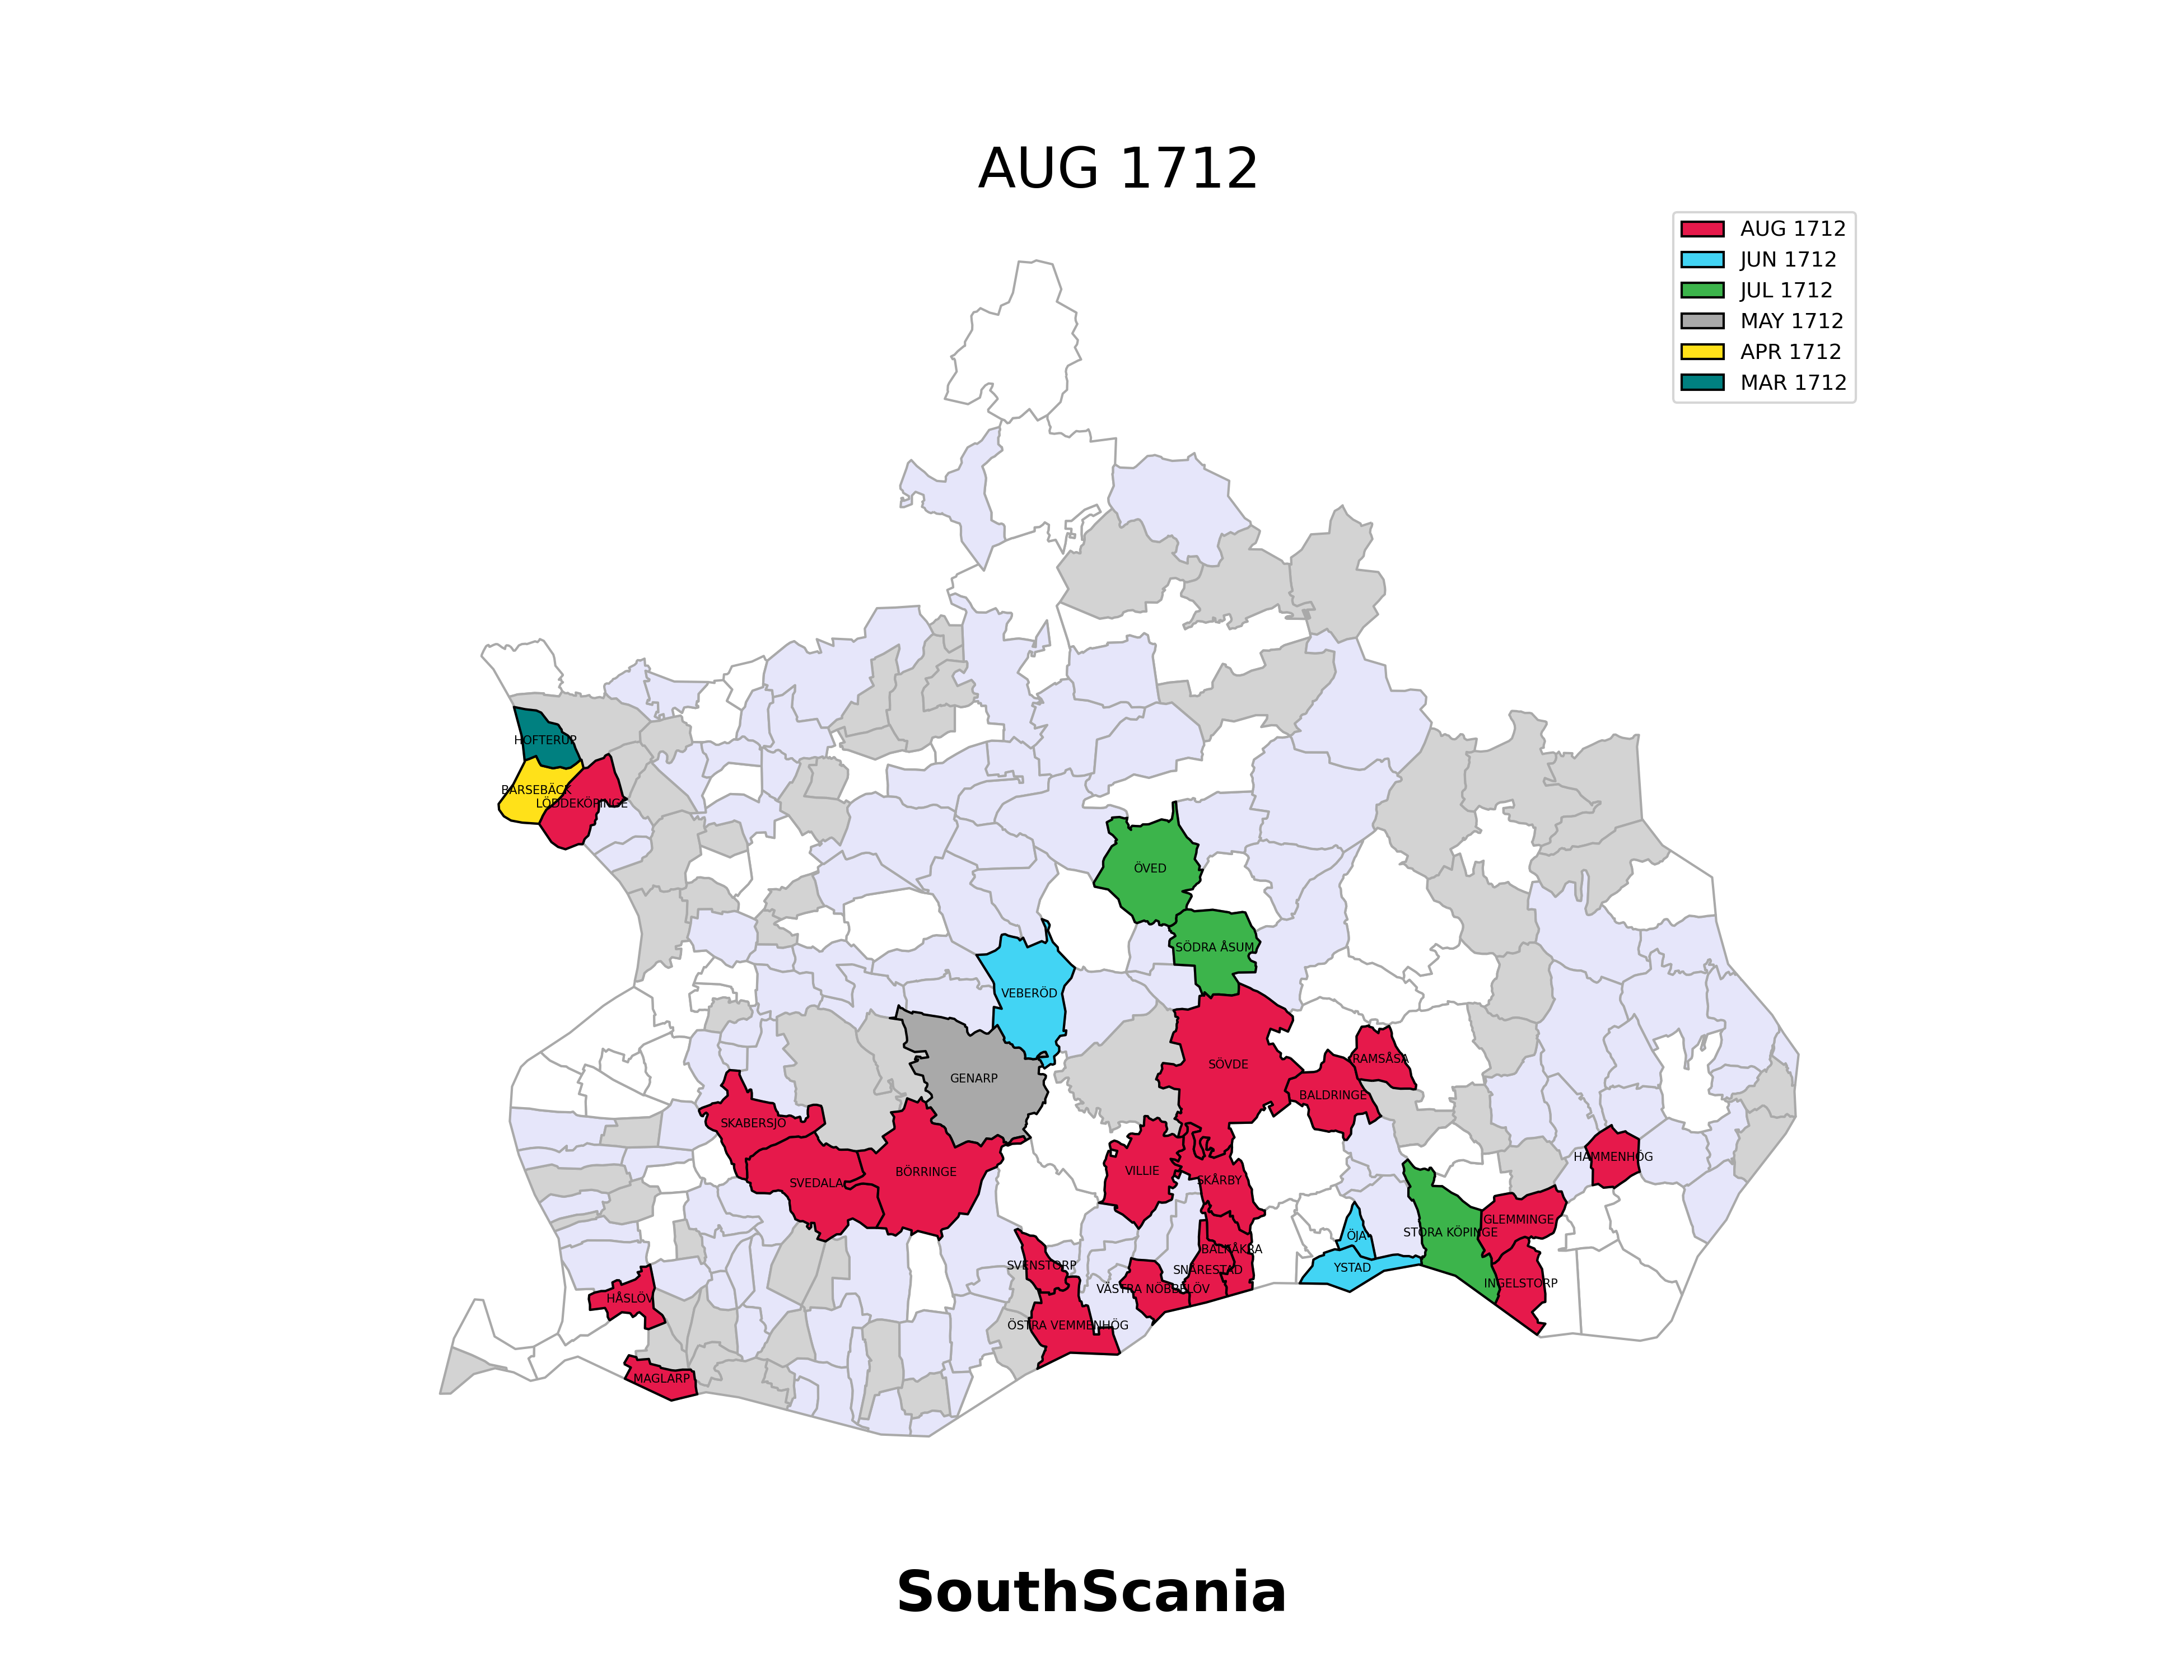 AUG 1712
AUG 1712
JUN 1712
JUL 1712
MAY 1712
APR 1712
MAR 1712
HOFTERUP
BARSEBÄCK
LÖDDEKÖPINGE
ÖVED
SÖDRA ÅSUM
VEBERÖD
RAMSÅSA
SÖVDE
GENARP
BALDRINGE
SKABERSJÖ
HAMMENHÖG
VILLIE
BÖRRINGE
SKÅRBY
SVEDALA
GLEMMINGE
STORA KÖPINGE
ÖJA
BALKÅKRA
SVENSTORP
YSTAD
SNÅRESTAD
INGELSTORP
VÄSTRA NÖBBELÖV
HÅSLÖV
ÖSTRA VEMMENHÖG
MAGLARP
SouthScania